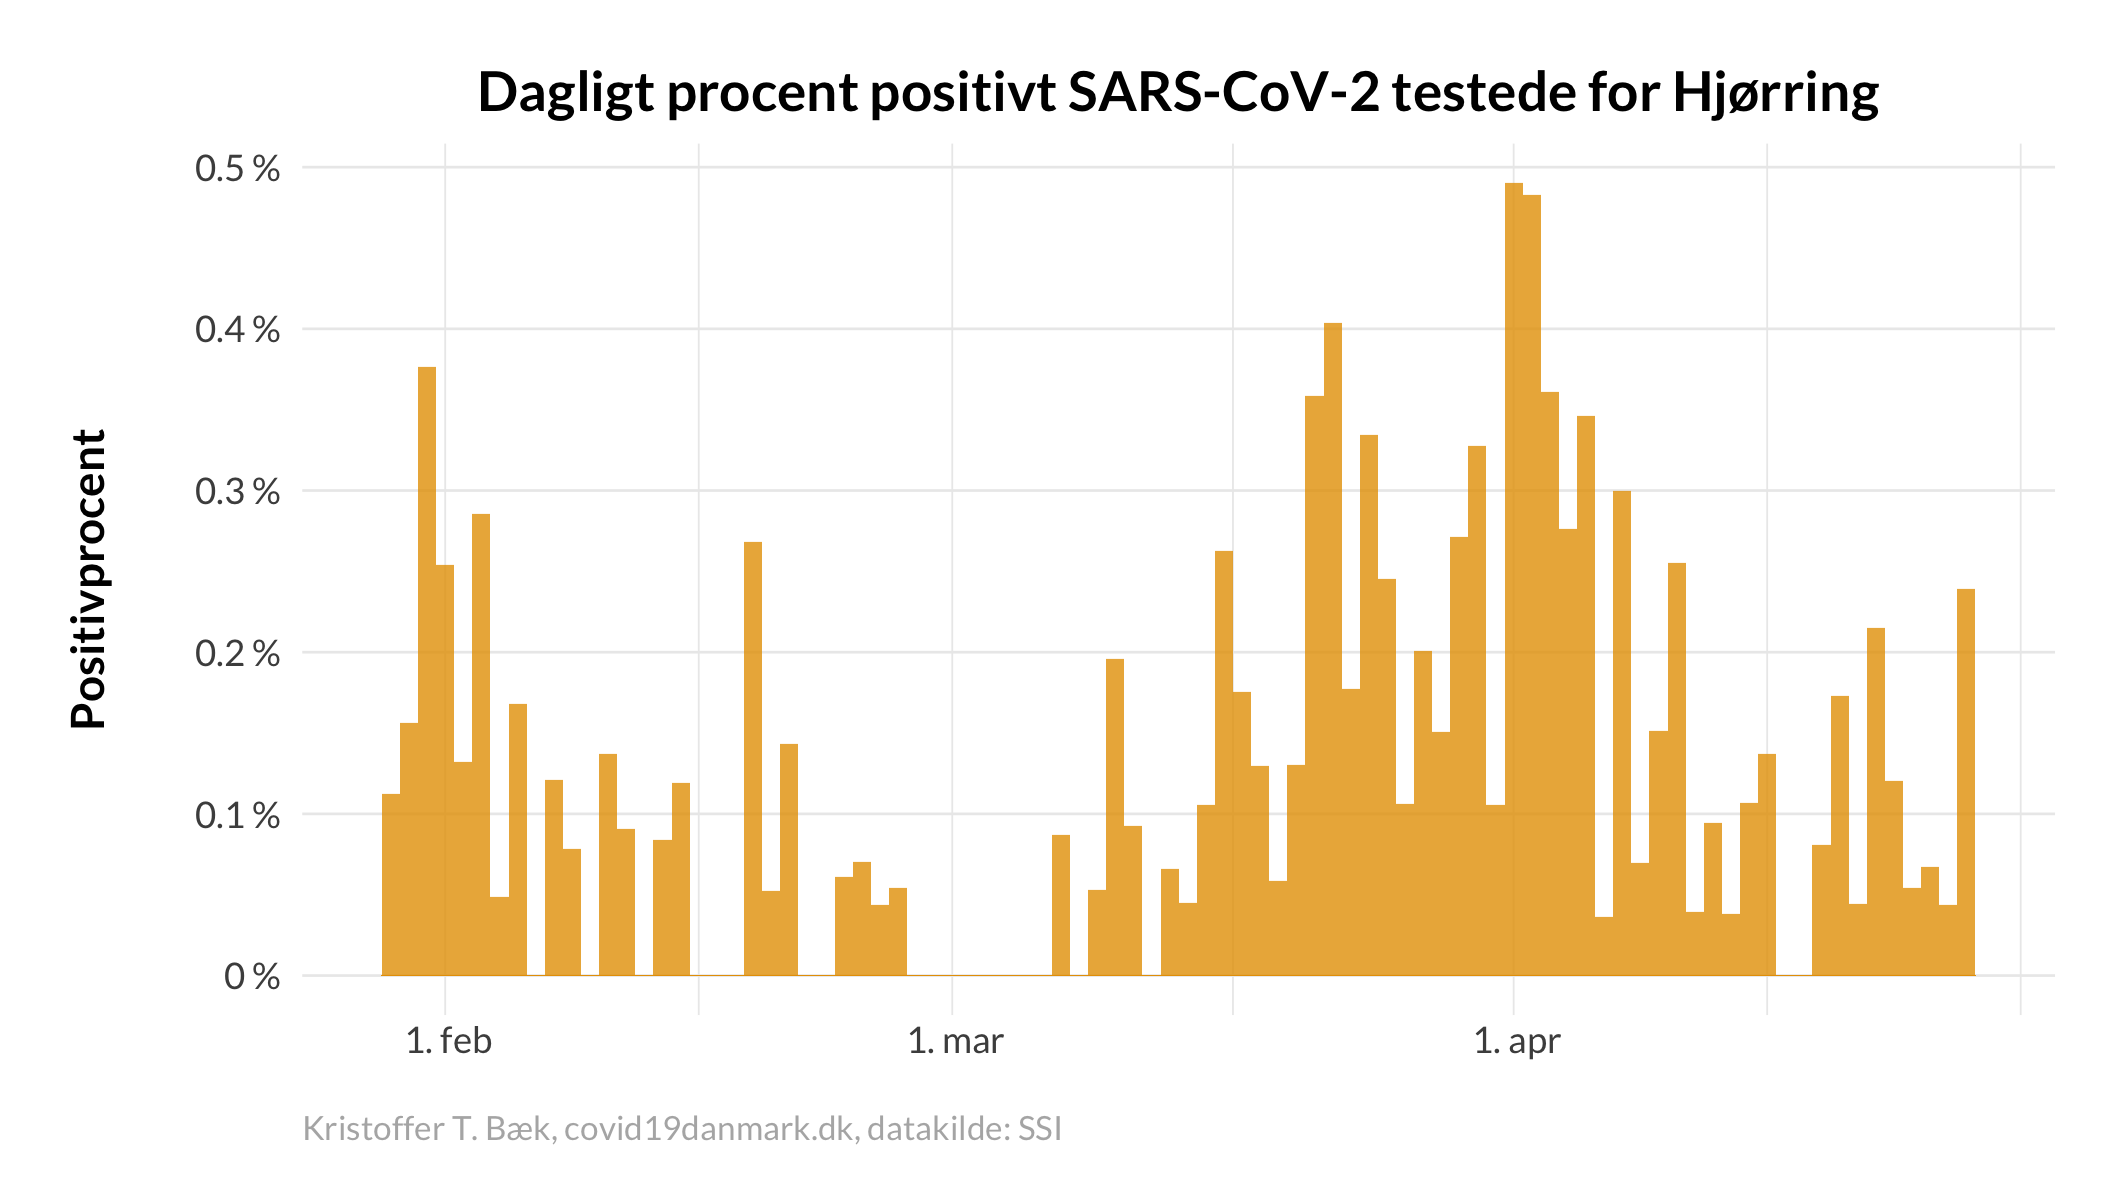 Dagligt procent positivt SARS-CoV-2 testede for Hjørring
Positivprocent
0.5 %
0.4 %
0.3 %
0.2 %
0.1 %
0 %
1. feb
1. mar
1. apr
Kristoffer T. Bæk, covid19danmark.dk, datakilde: SSI